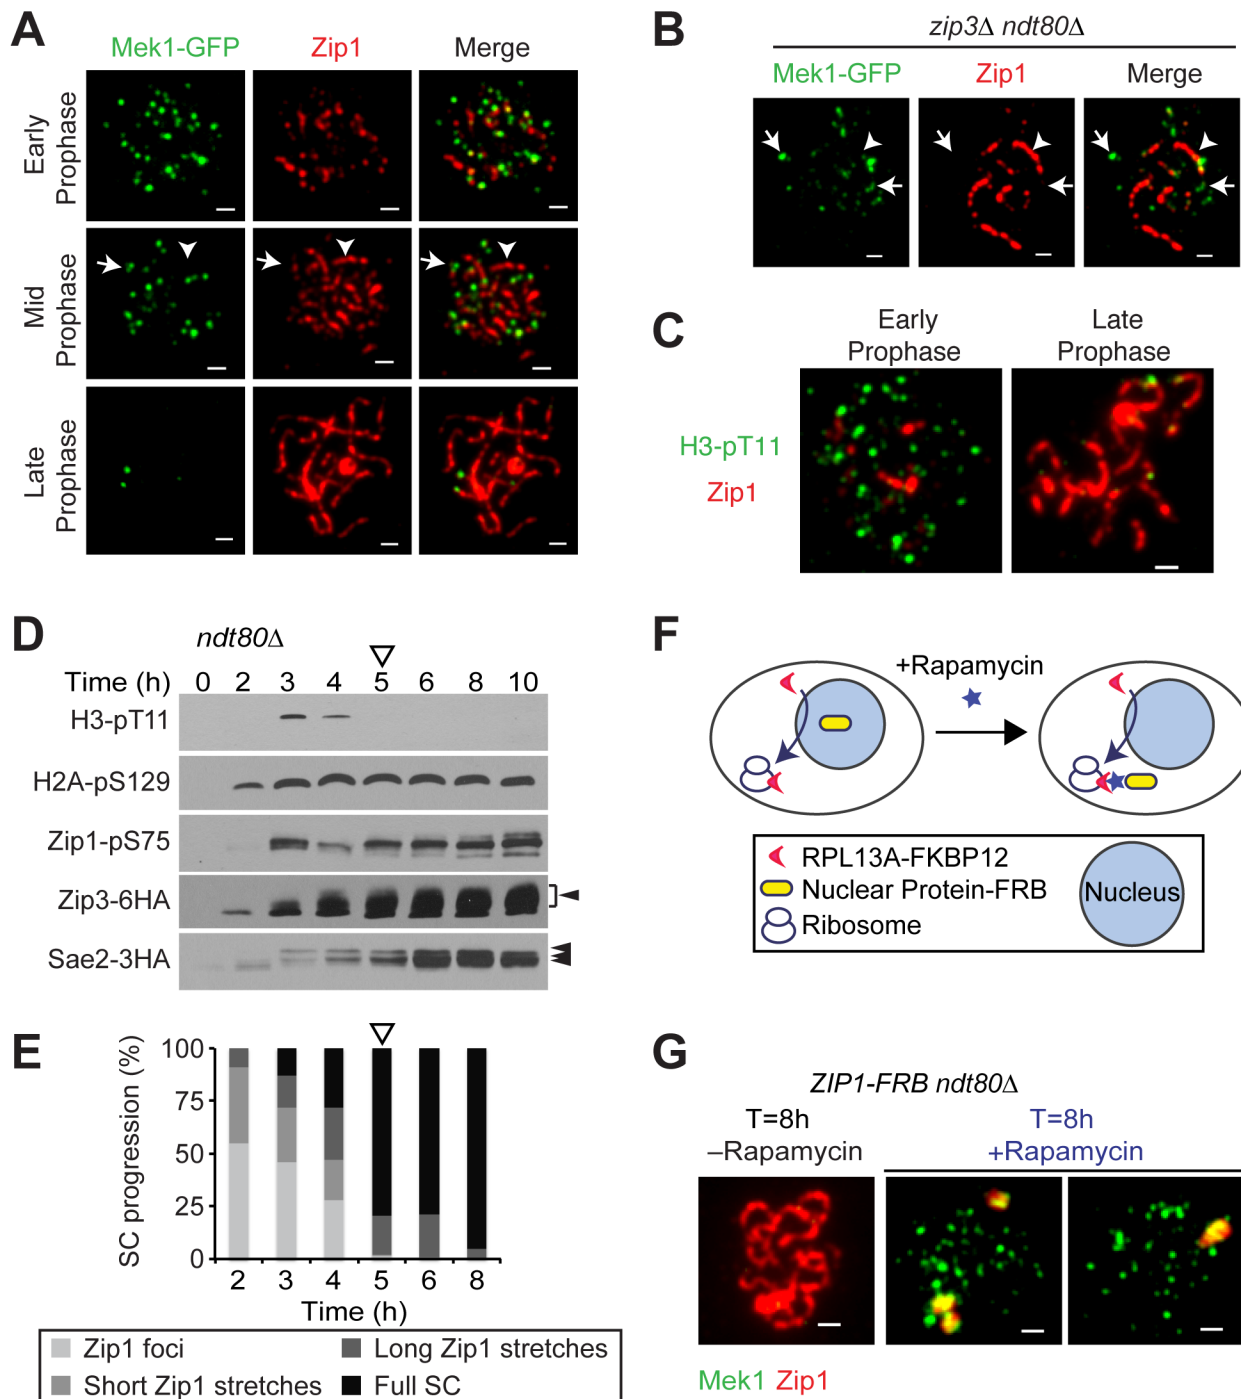 A
Mek1-GFP Zip1 Merge
Early
Prophase
Mid
Prophase
Late
Prophase
B
zip3Δ ndt80Δ
Mek1-GFP Zip1 Merge
C
Early
Prophase
Late
Prophase
H3-pT11
Zip1
D
ndt80Δ
Time (h) 0 2 3 4 5 6 8 10
H3-pT11
H2A-pS129
Zip1-pS75
Zip3-6HA
Sae2-3HA
E
SC progression (%)
100
75
50
25
0
2 3 4 5 6 8
Time (h)
Zip1 foci
Short Zip1 stretches
Long Zip1 stretches
Full SC
F
+Rapamycin
RPL13A-FKBP12
Nuclear Protein-FRB
Ribosome
Nucleus
G
ZIP1-FRB ndt80Δ
T=8h
–Rapamycin
T=8h
+Rapamycin
Mek1 Zip1